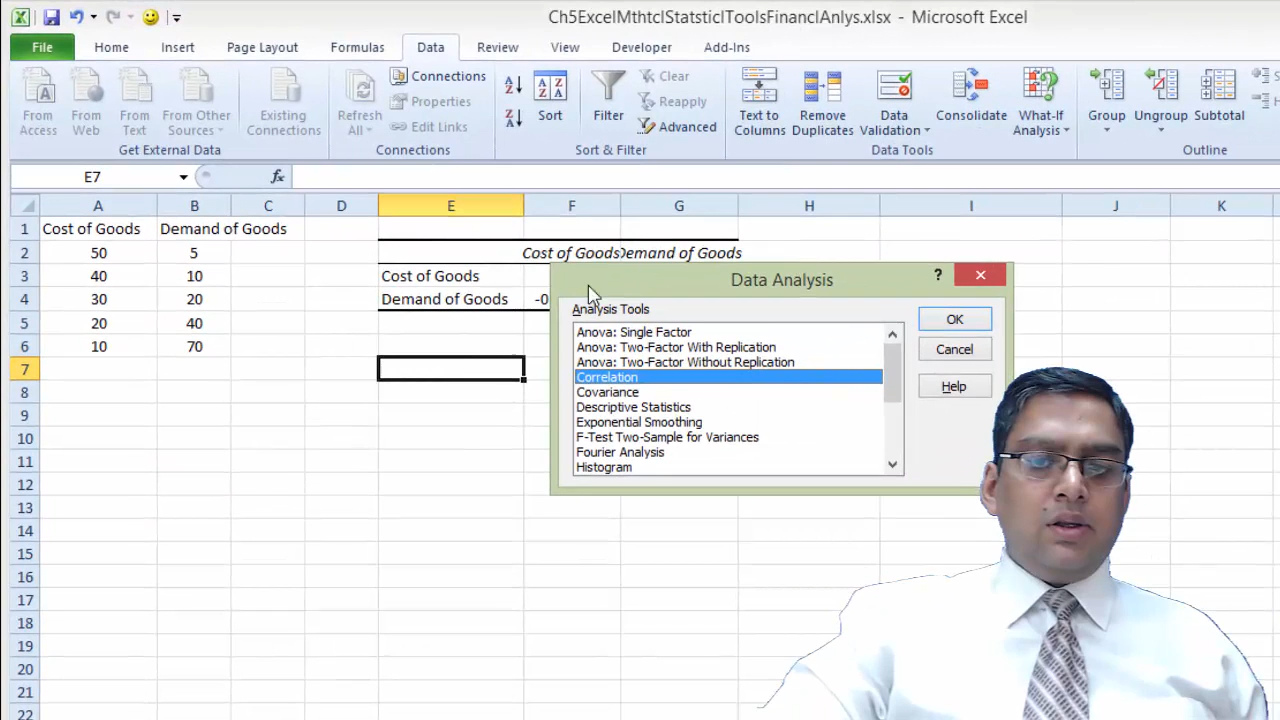 Ch5ExcelMthtclStatsticlToolsFinanclAnlys.xlsx - Microsoft Excel
File Home Insert Page Layout Formulas Data Review View Developer Add-Ins
From Access
From Web
From Text
From Other Sources
Existing Connections
Get External Data
Refresh All
Connections
Properties
Edit Links
Connections
Sort
Filter
Clear
Reapply
Advanced
Sort & Filter
Text to Columns
Remove Duplicates
Data Validation
Consolidate
What-If Analysis
Data Tools
Group
Ungroup
Subtotal
Outline
E7 fx
A B C D E F G H I J K
1 Cost of Goods Demand of Goods
2 50 5 Cost of Goods Demand of Goods
3 40 10 Cost of Goods
4 30 20 Demand of Goods -0
5 20 40
6 10 70
7
8
9
10
11
12
13
14
15
16
17
18
19
20
21
22
Data Analysis
?
Analysis Tools
Anova: Single Factor
Anova: Two-Factor With Replication
Anova: Two-Factor Without Replication
Correlation
Covariance
Descriptive Statistics
Exponential Smoothing
F-Test Two-Sample for Variances
Fourier Analysis
Histogram
OK
Cancel
Help